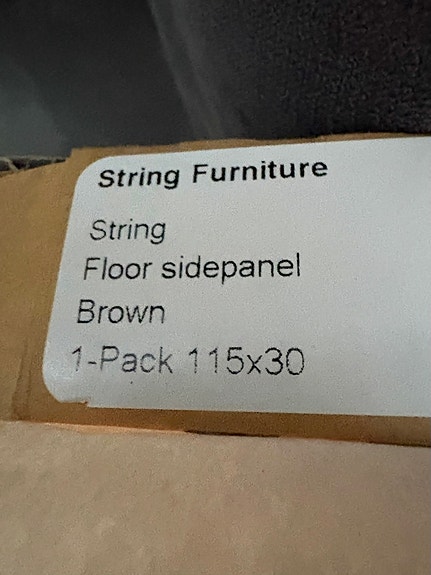 String Furniture
String
Floor sidepanel
Brown
1-Pack 115x30